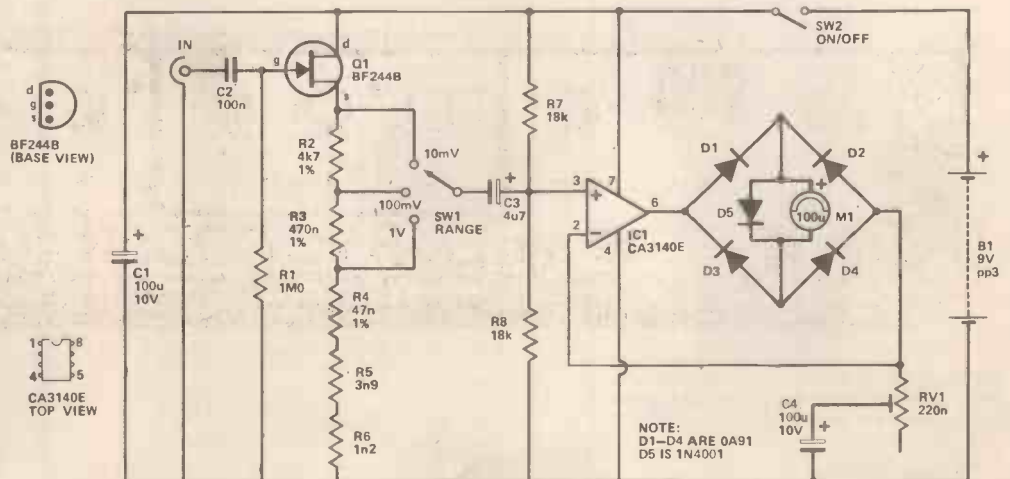 SW2
ON/OFF
IN
g
d
Q1
BF244B
s
C2
100n
d
g
s
BF244B
(BASE VIEW)
R7
18k
R2
4k7
1%
10mV
100mV
1V
SW1
RANGE
+
C3
4u7
R3
470n
1%
3
+
7
2
−
4
6
IC1
CA3140E
D1
D2
D5
+
100u
M1
D3
D4
+
B1
9V
pp3
+
C1
100u
10V
R1
1M0
R4
47n
1%
R8
18k
R5
3n9
R6
1n2
1
8
4
5
CA3140E
TOP VIEW
NOTE:
D1–D4 ARE 0A91
D5 IS 1N4001
C4
100u
10V
+
RV1
220n